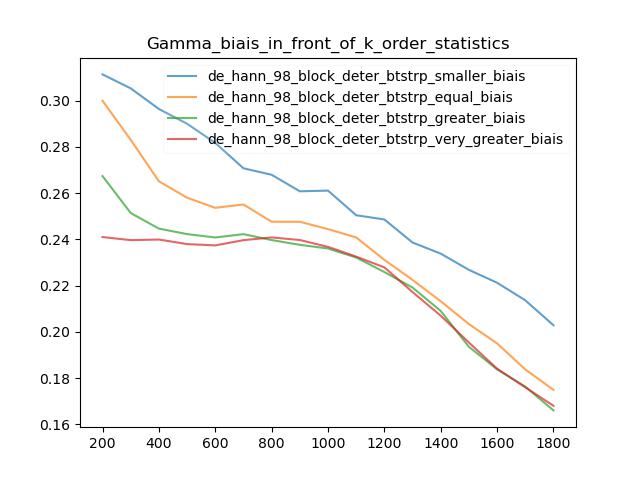 Gamma_biais_in_front_of_k_order_statistics
de_hann_98_block_deter_btstrp_smaller_biais
de_hann_98_block_deter_btstrp_equal_biais
de_hann_98_block_deter_btstrp_greater_biais
de_hann_98_block_deter_btstrp_very_greater_biais
0.30
0.28
0.26
0.24
0.22
0.20
0.18
0.16
200 400 600 800 1000 1200 1400 1600 1800